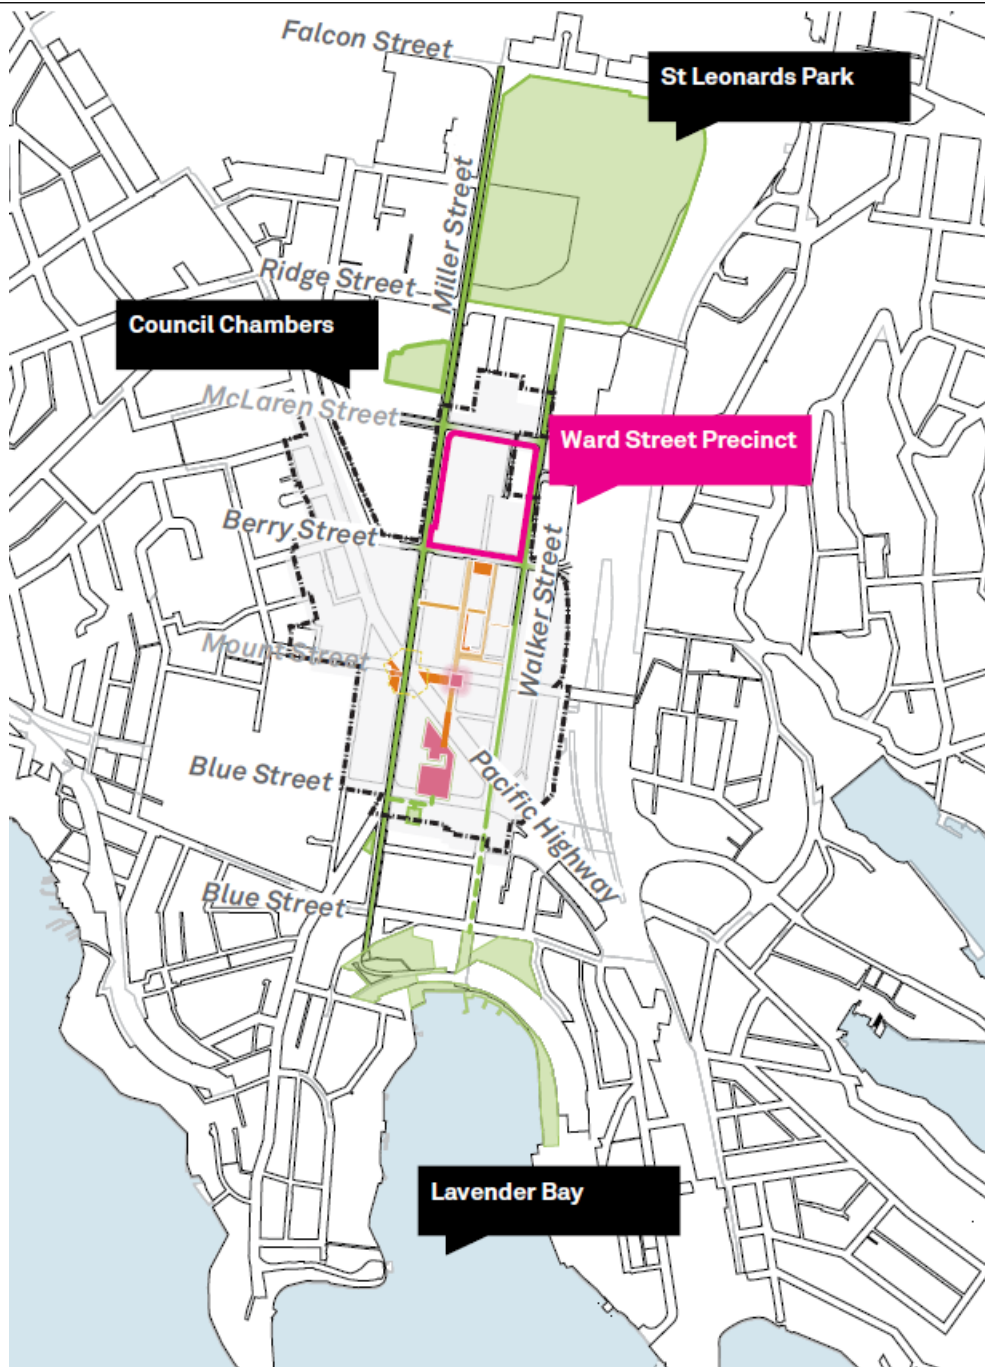 Falcon Street
St Leonards Park
Miller Street
Ridge Street
Council Chambers
McLaren Street
Ward Street Precinct
Berry Street
Walker Street
Mount Street
Blue Street
Pacific Highway
Blue Street
Lavender Bay